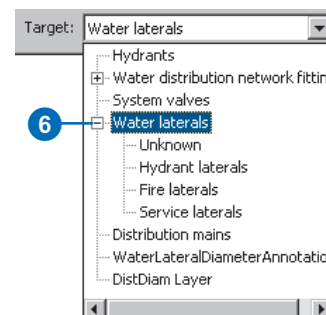 Target: Water laterals
Hydrants
Water distribution network fittin
System valves
6 Water laterals
Unknown
Hydrant laterals
Fire laterals
Service laterals
Distribution mains
WaterLateralDiameterAnnotatio
DistDiam Layer